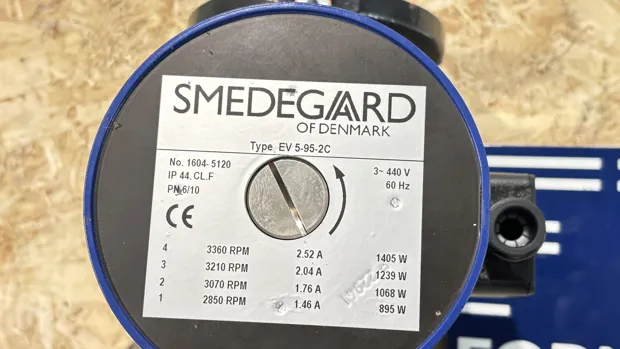 SMEDEGAARD
OF DENMARK
Type EV 5-95-2C
No. 1604- 5120
IP 44. CL.F
PN 6/10
3~ 440 V
60 Hz
CE
4 3360 RPM 2.52 A 1405 W
3 3210 RPM 2.04 A 1239 W
2 3070 RPM 1.76 A 1068 W
1 2850 RPM 1.46 A 895 W